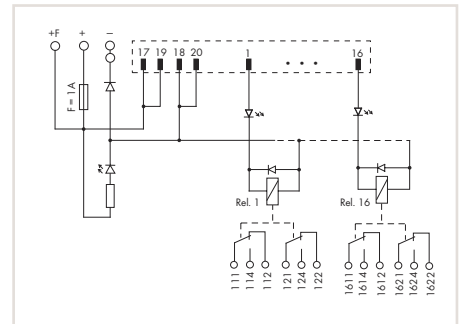 +F + −
17 19 18 20 1 16
F = 1A
Rel. 1 Rel. 16
111 114 112 121 124 122 1611 1614 1612 1621 1624 1622